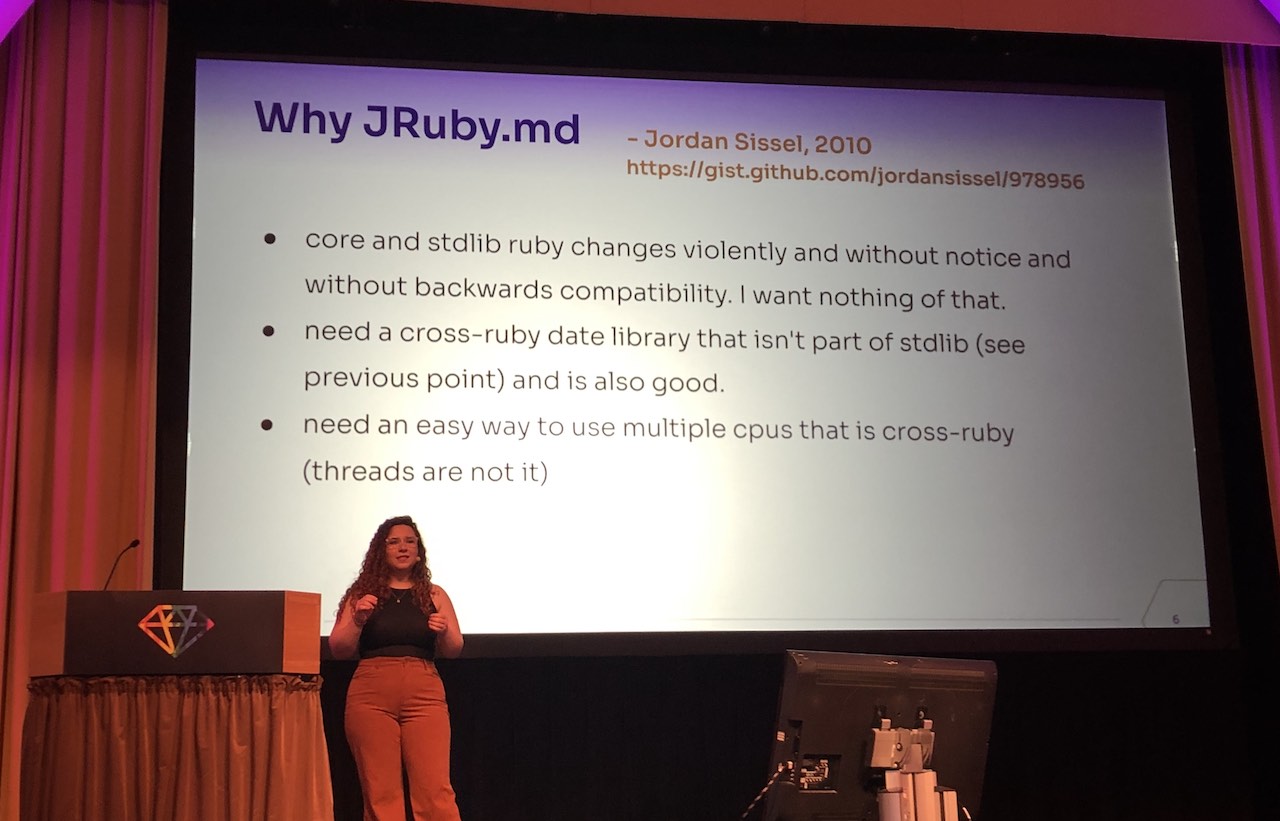 Why JRuby.md
- Jordan Sissel, 2010
https://gist.github.com/jordansissel/978956
● core and stdlib ruby changes violently and without notice and
without backwards compatibility. I want nothing of that.
● need a cross-ruby date library that isn't part of stdlib (see
previous point) and is also good.
● need an easy way to use multiple cpus that is cross-ruby
(threads are not it)
6